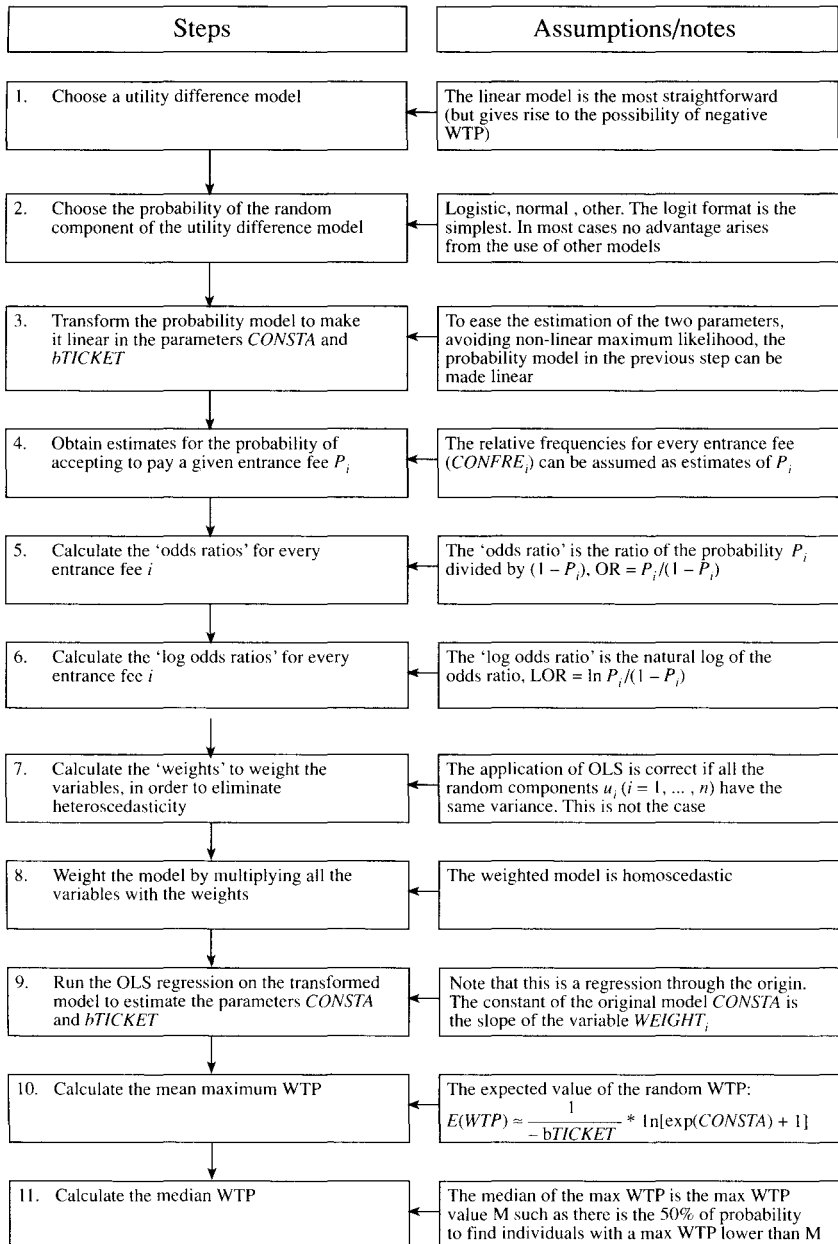 Steps
Assumptions/notes
1. Choose a utility difference model
The linear model is the most straightforward
(but gives rise to the possibility of negative
WTP)
2. Choose the probability of the random
component of the utility difference model
Logistic, normal , other. The logit format is the
simplest. In most cases no advantage arises
from the use of other models
3. Transform the probability model to make
it linear in the parameters CONSTA and
bTICKET
To ease the estimation of the two parameters,
avoiding non-linear maximum likelihood, the
probability model in the previous step can be
made linear
4. Obtain estimates for the probability of
accepting to pay a given entrance fee P_i
The relative frequencies for every entrance fee
(CONFRE_i) can be assumed as estimates of P_i
5. Calculate the 'odds ratios' for every
entrance fee i
The 'odds ratio' is the ratio of the probability P_i
divided by (1 – P_i), OR = P_i/(1 – P_i)
6. Calculate the 'log odds ratios' for every
entrance fee i
The 'log odds ratio' is the natural log of the
odds ratio, LOR = ln P_i/(1 – P_i)
7. Calculate the 'weights' to weight the
variables, in order to eliminate
heteroscedasticity
The application of OLS is correct if all the
random components u_i (i = 1, ... , n) have the
same variance. This is not the case
8. Weight the model by multiplying all the
variables with the weights
The weighted model is homoscedastic
9. Run the OLS regression on the transformed
model to estimate the parameters CONSTA
and bTICKET
Note that this is a regression through the origin.
The constant of the original model CONSTA is
the slope of the variable WEIGHT_i
10. Calculate the mean maximum WTP
The expected value of the random WTP:
E(WTP) ≈ 1 / – bTICKET * ln[exp(CONSTA) + 1]
11. Calculate the median WTP
The median of the max WTP is the max WTP
value M such as there is the 50% of probability
to find individuals with a max WTP lower than M